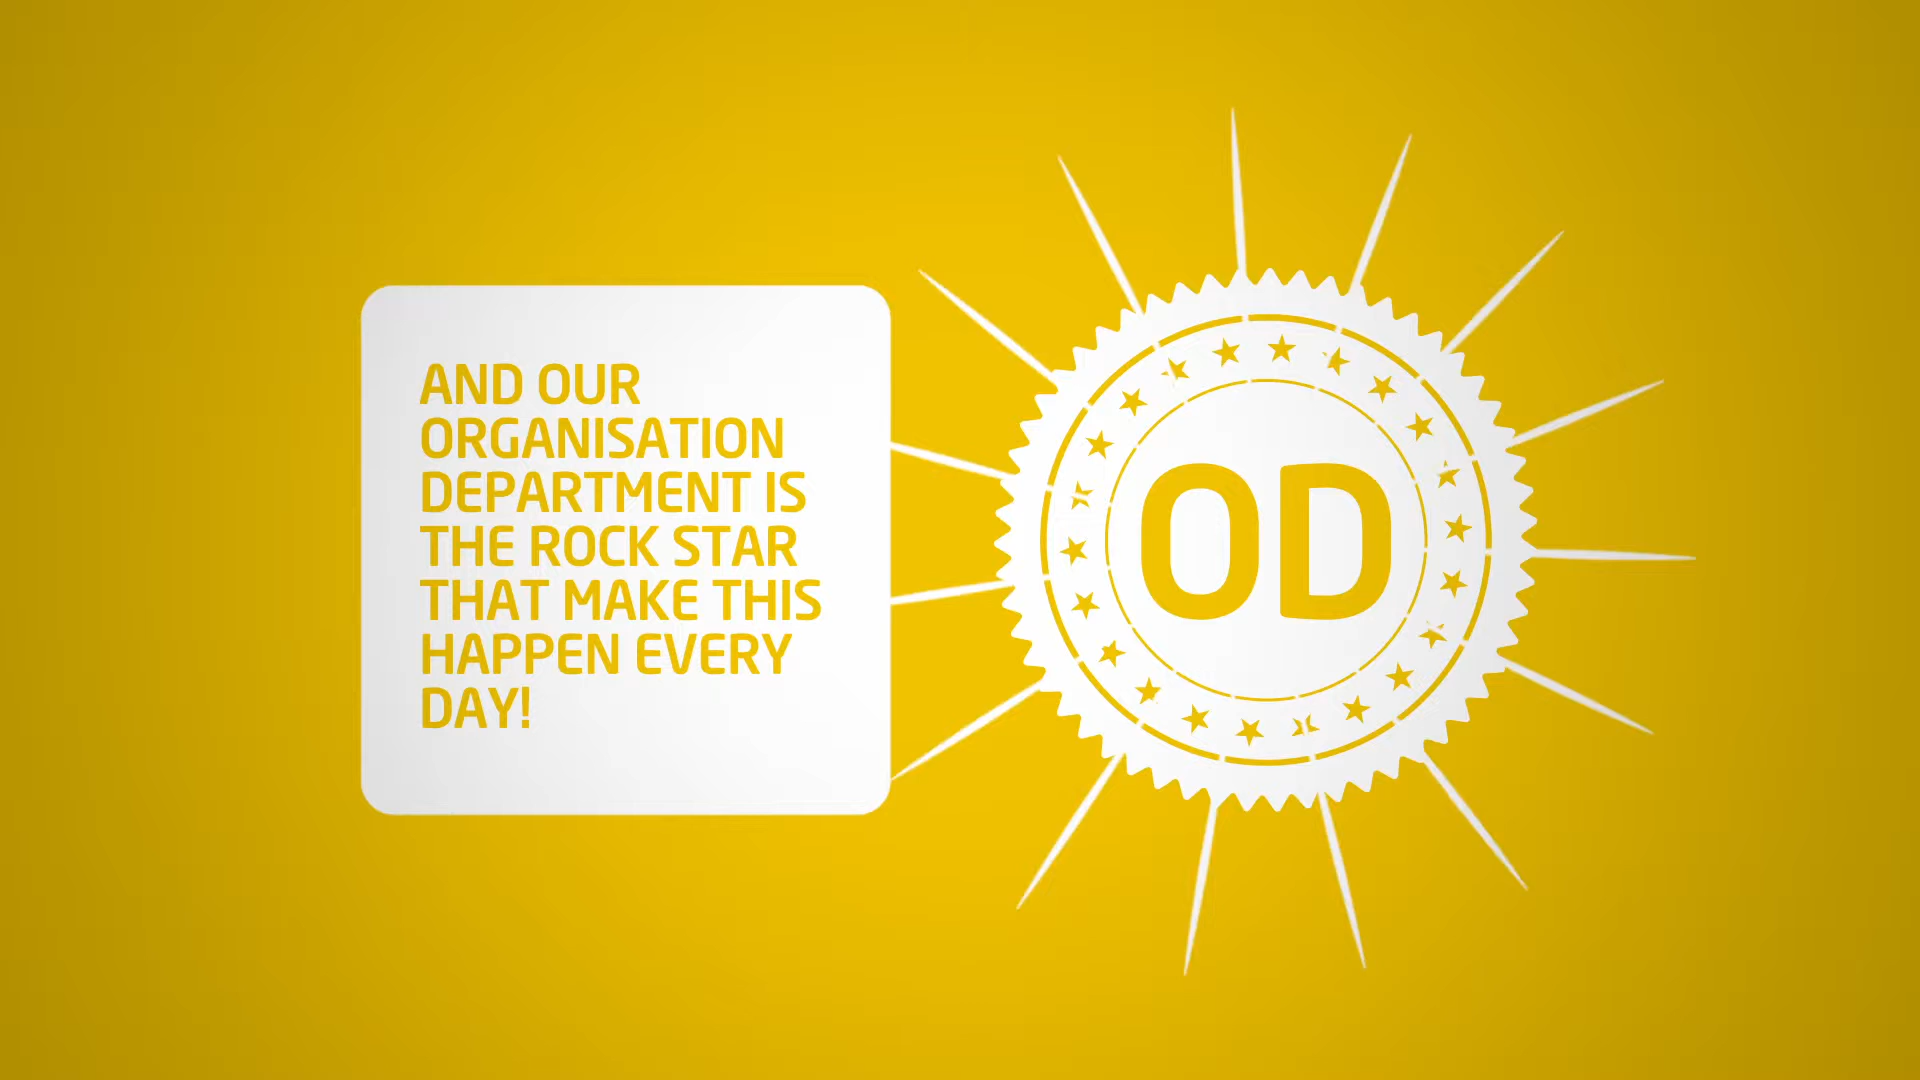 AND OUR
ORGANISATION
DEPARTMENT IS
THE ROCK STAR
THAT MAKE THIS
HAPPEN EVERY
DAY!
OD